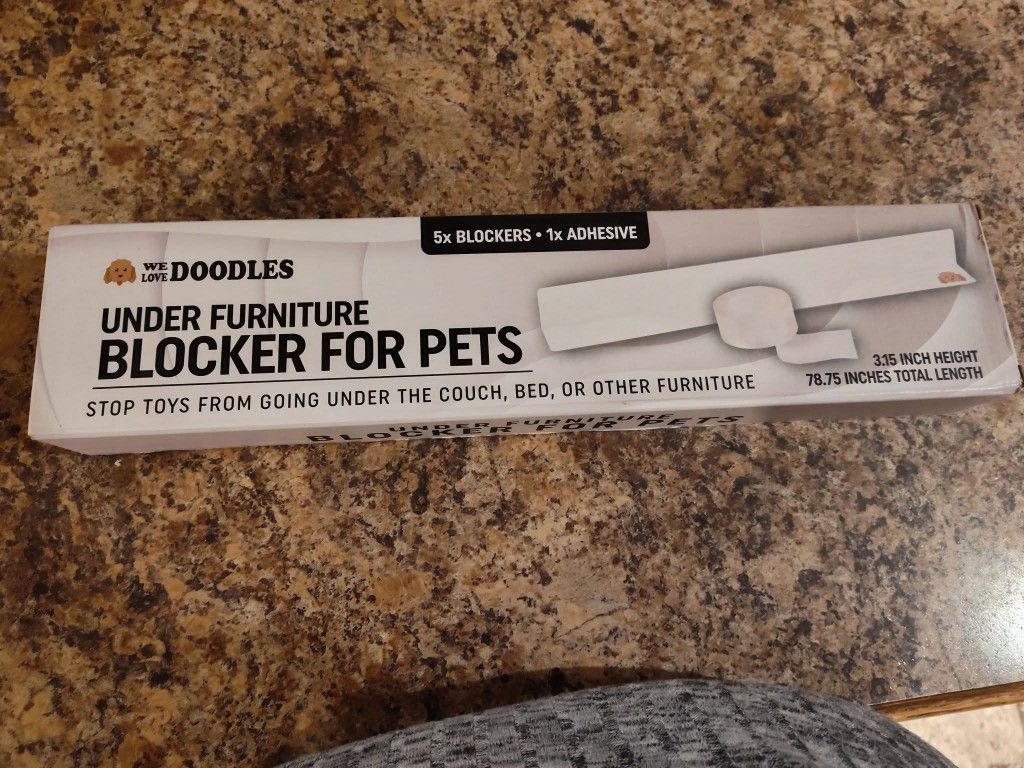 5x BLOCKERS • 1x ADHESIVE
WE LOVE DOODLES
UNDER FURNITURE
BLOCKER FOR PETS
STOP TOYS FROM GOING UNDER THE COUCH, BED, OR OTHER FURNITURE
3.15 INCH HEIGHT
78.75 INCHES TOTAL LENGTH
UNDER FURNITURE
BLOCKER FOR PETS